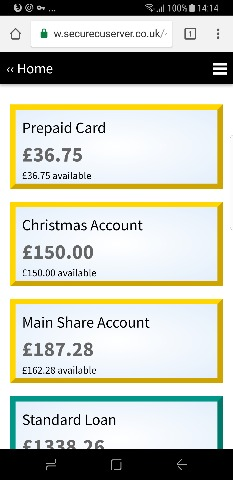 100% 14:14
w.securecuserver.co.uk/
1
‹‹ Home
Prepaid Card
£36.75
£36.75 available
Christmas Account
£150.00
£150.00 available
Main Share Account
£187.28
£162.28 available
Standard Loan
£1338.26